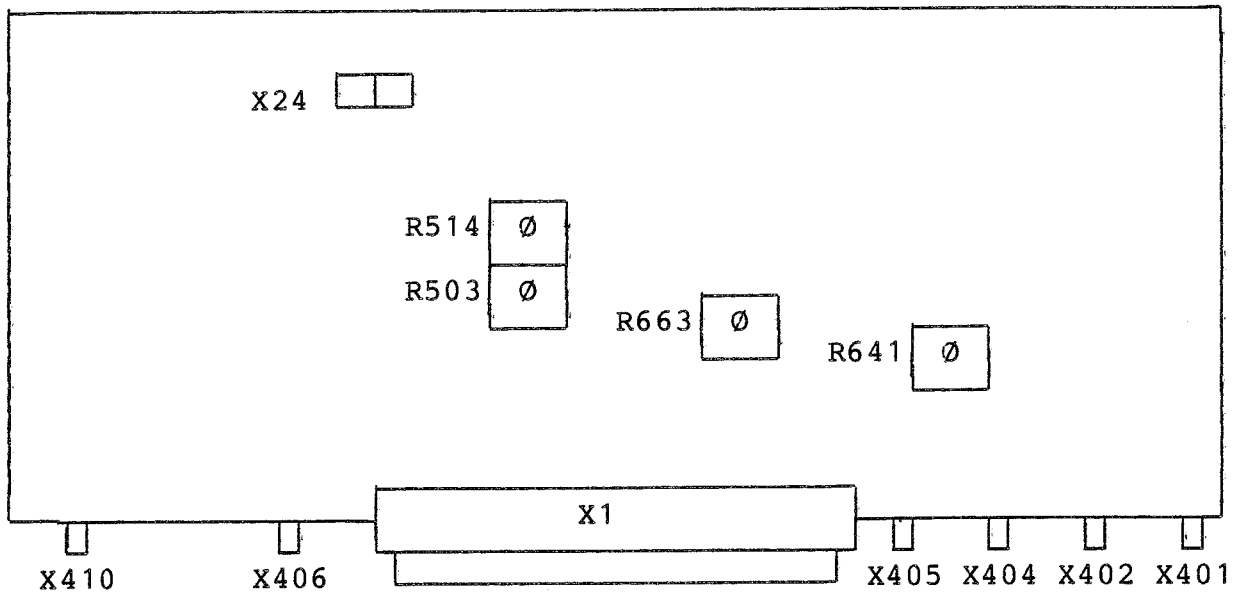 X24
R514 Ø
R503 Ø
R663 Ø
R641 Ø
X1
X410 X406 X405 X404 X402 X401